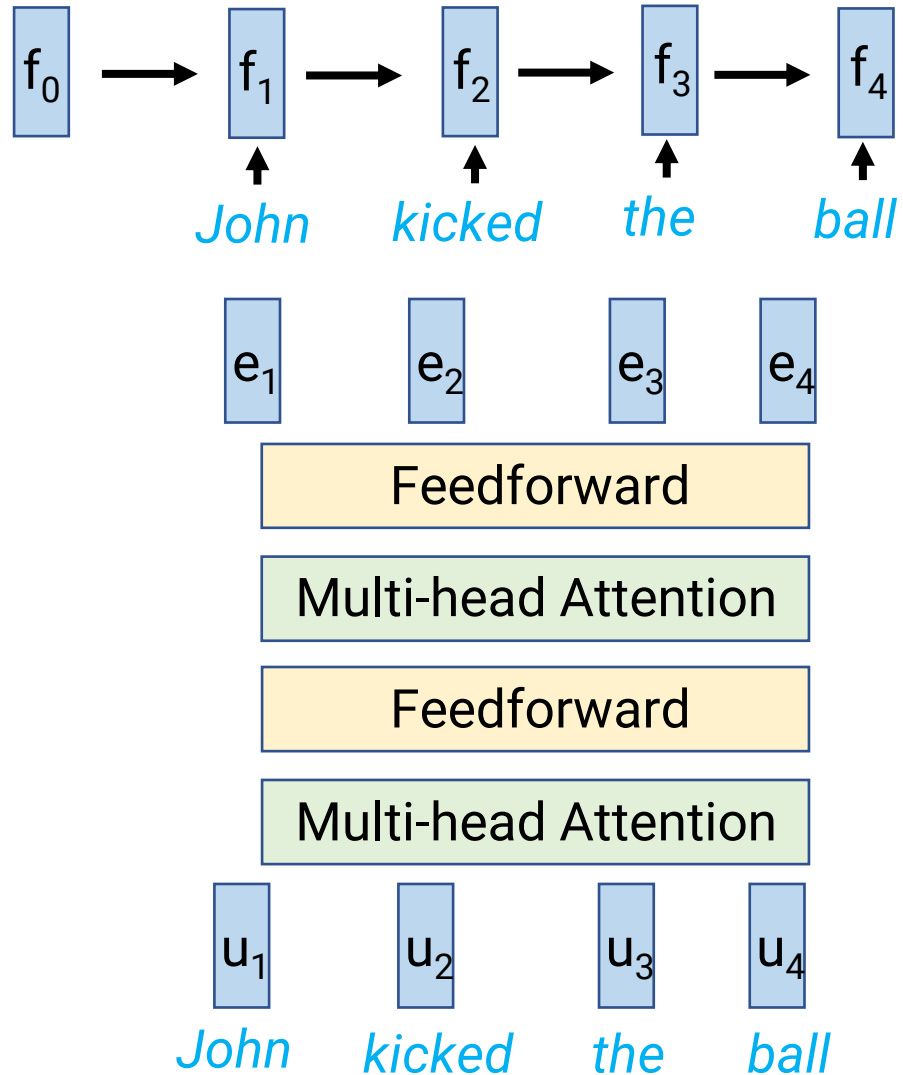 f₀ f₁ f₂ f₃ f₄
John kicked the ball
e₁ e₂ e₃ e₄
Feedforward
Multi-head Attention
Feedforward
Multi-head Attention
u₁ u₂ u₃ u₄
John kicked the ball